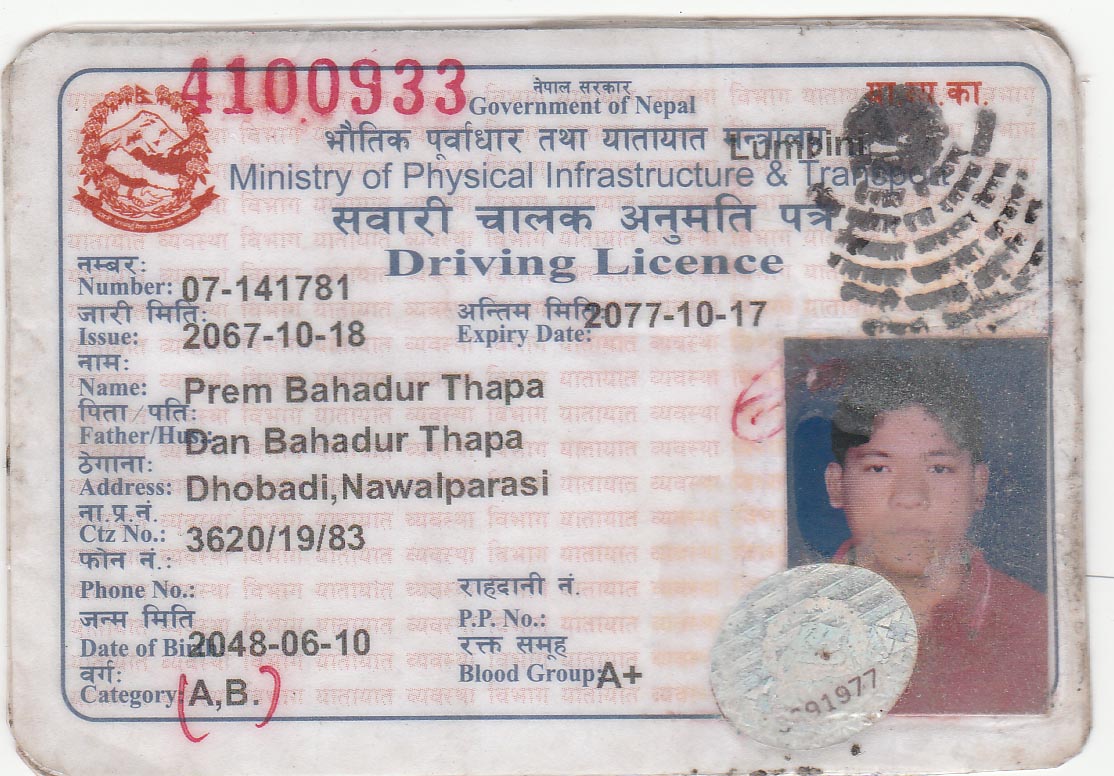 4100933
नेपाल सरकार
Government of Nepal
या.प्र.का.
भौतिक पूर्वाधार तथा यातायात मन्त्रालय
Lumbini
Ministry of Physical Infrastructure & Transport
सवारी चालक अनुमति पत्र
Driving Licence
नम्बर:
Number: 07-141781
जारी मिति: अन्तिम मिति:
Issue: 2067-10-18 Expiry Date: 2077-10-17
नाम:
Name: Prem Bahadur Thapa
पिता/पति:
Father/Hus.: Dan Bahadur Thapa
ठेगाना:
Address: Dhobadi,Nawalparasi
ना.प्र.नं.
Ctz No.: 3620/19/83
फोन नं.:
Phone No.: राहदानी नं.
जन्म मिति P.P. No.:
Date of Birth 2048-06-10 रक्त समूह
वर्ग: Blood Group: A+
Category: (A,B.)
91977